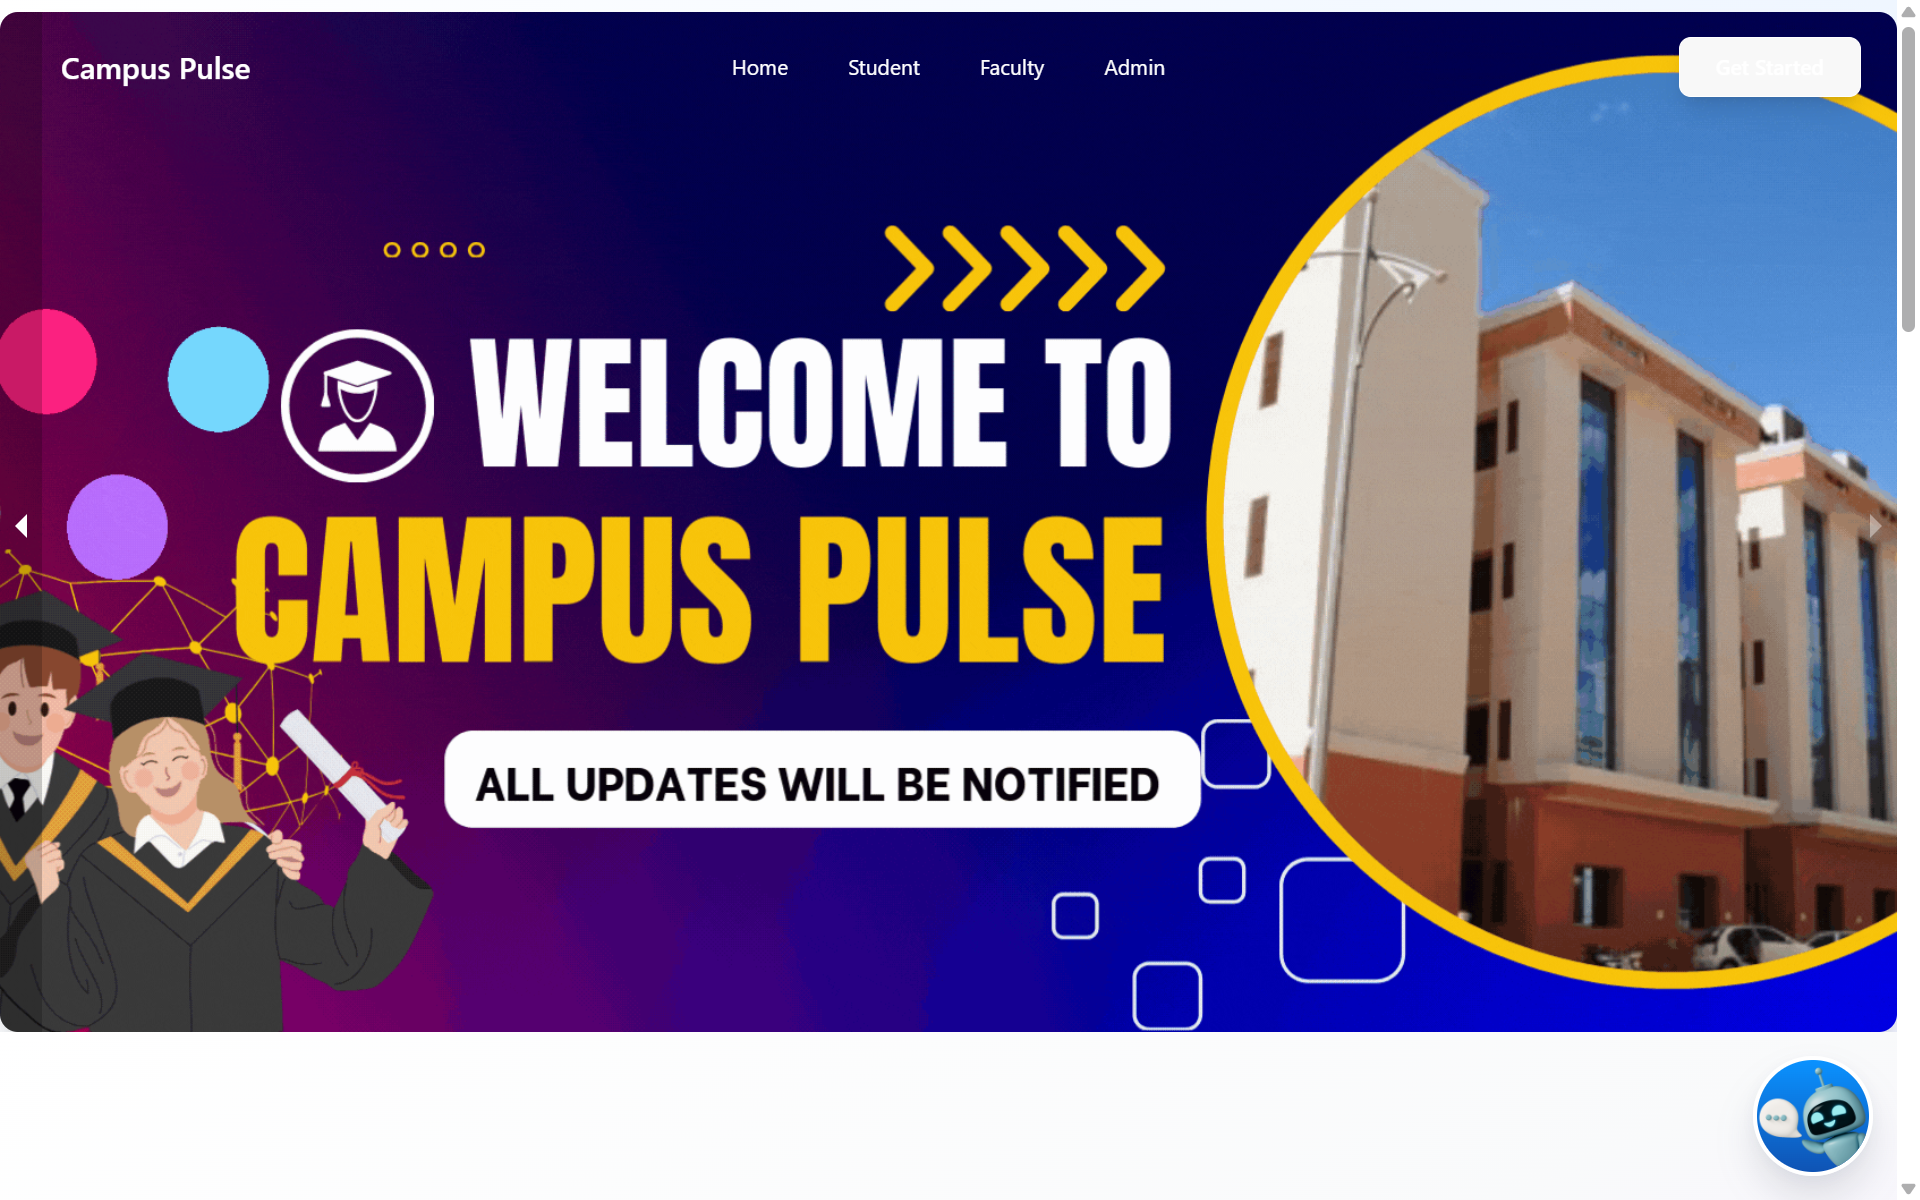 Campus Pulse
Home
Student
Faculty
Admin
Get Started
WELCOME TO
CAMPUS PULSE
ALL UPDATES WILL BE NOTIFIED